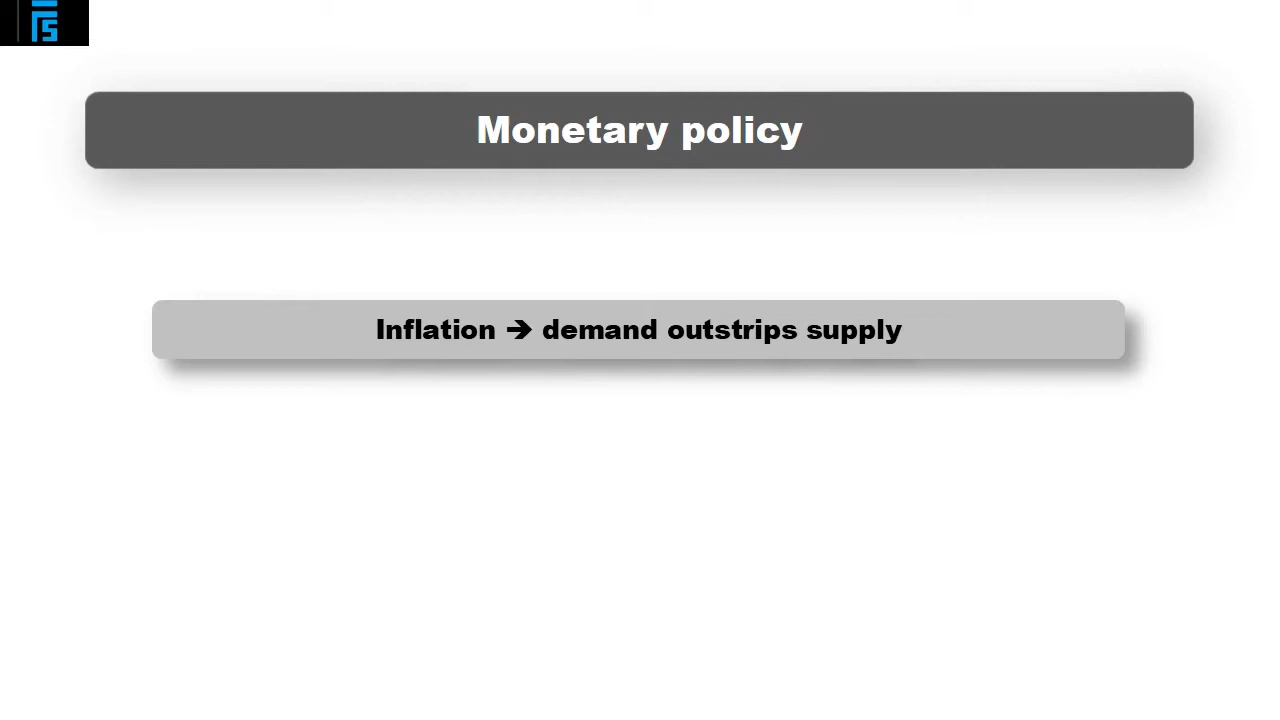 Monetary policy
Inflation ➔ demand outstrips supply